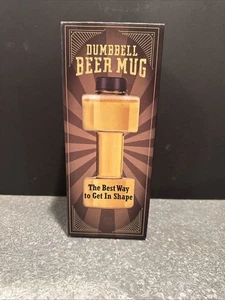 DUMBBELL
BEER MUG
The Best Way
to Get In Shape